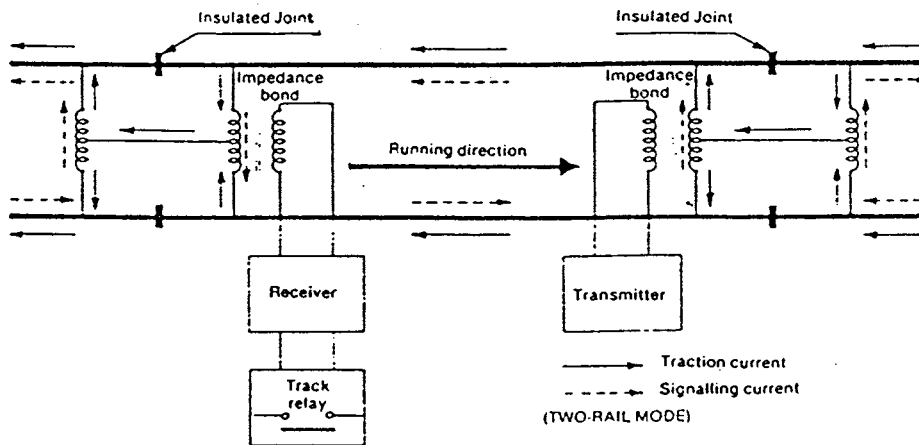 Insulated Joint
Insulated Joint
Impedance
bond
Impedance
bond
Running direction
Receiver
Transmitter
Track
relay
Traction current
Signalling current
(TWO-RAIL MODE)